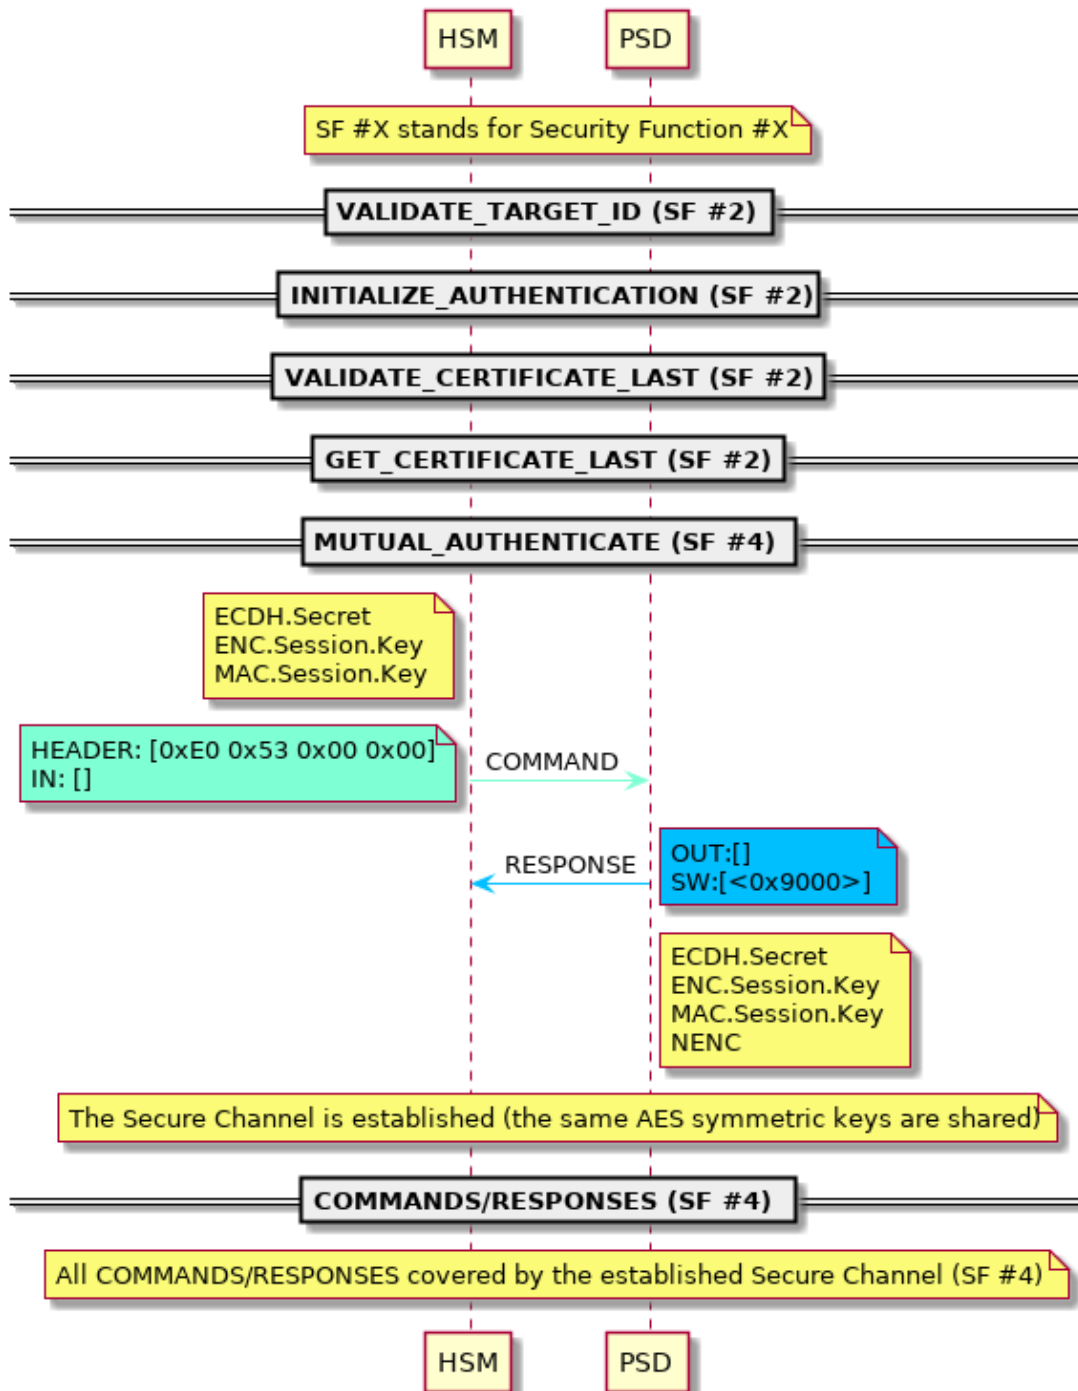 HSM PSD
SF #X stands for Security Function #X
VALIDATE_TARGET_ID (SF #2)
INITIALIZE_AUTHENTICATION (SF #2)
VALIDATE_CERTIFICATE_LAST (SF #2)
GET_CERTIFICATE_LAST (SF #2)
MUTUAL_AUTHENTICATE (SF #4)
ECDH.Secret
ENC.Session.Key
MAC.Session.Key
HEADER: [0xE0 0x53 0x00 0x00]
IN: []
COMMAND
RESPONSE
OUT:[]
SW:[<0x9000>]
ECDH.Secret
ENC.Session.Key
MAC.Session.Key
NENC
The Secure Channel is established (the same AES symmetric keys are shared)
COMMANDS/RESPONSES (SF #4)
All COMMANDS/RESPONSES covered by the established Secure Channel (SF #4)
HSM PSD